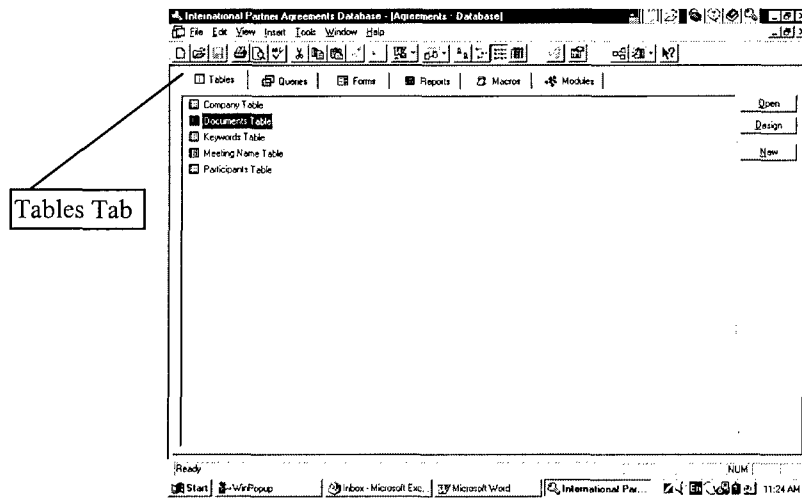 International Partner Agreements Database - [Agreements : Database]
File Edit View Insert Tools Window Help
Tables Queries Forms Reports Macros Modules
Company Table
Documents Table
Keywords Table
Meeting Name Table
Participants Table
Open
Design
New
Tables Tab
Ready NUM
Start WinPopup Inbox - Microsoft Exc... Microsoft Word International Par... En 11:24 AM